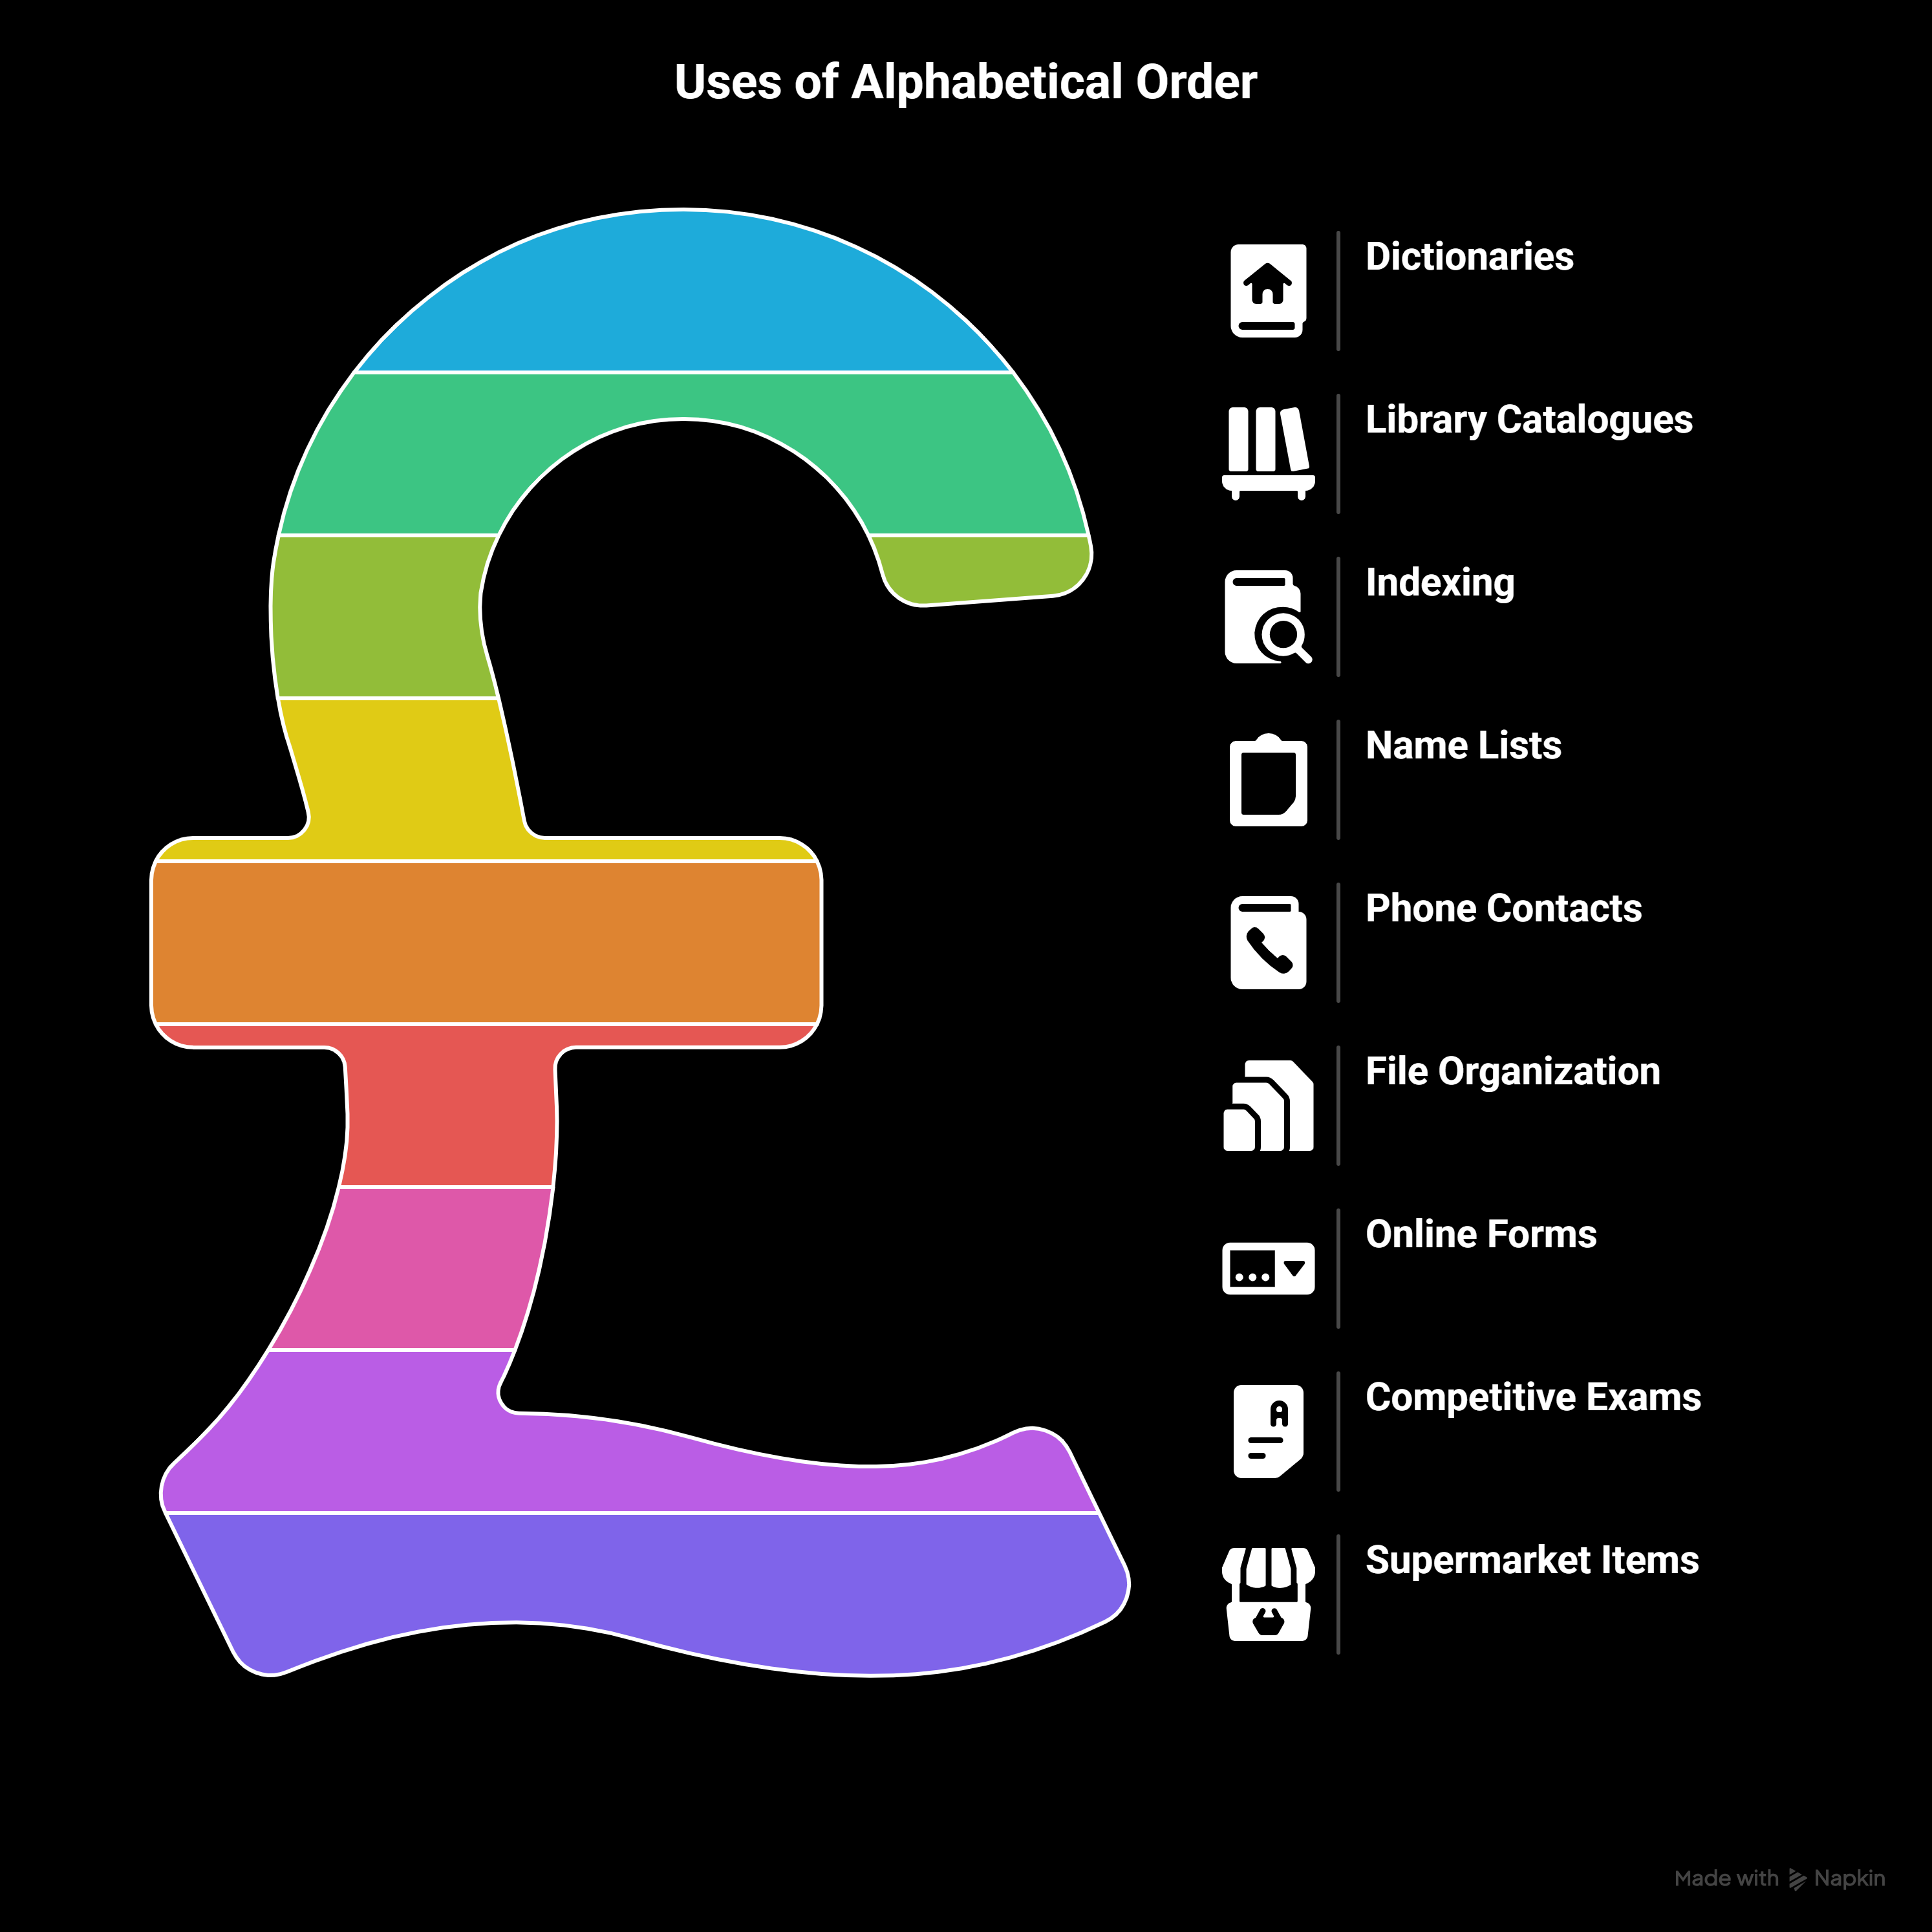 Uses of Alphabetical Order
Dictionaries
Library Catalogues
Indexing
Name Lists
Phone Contacts
File Organization
Online Forms
A
Competitive Exams
Supermarket Items
Made with Napkin